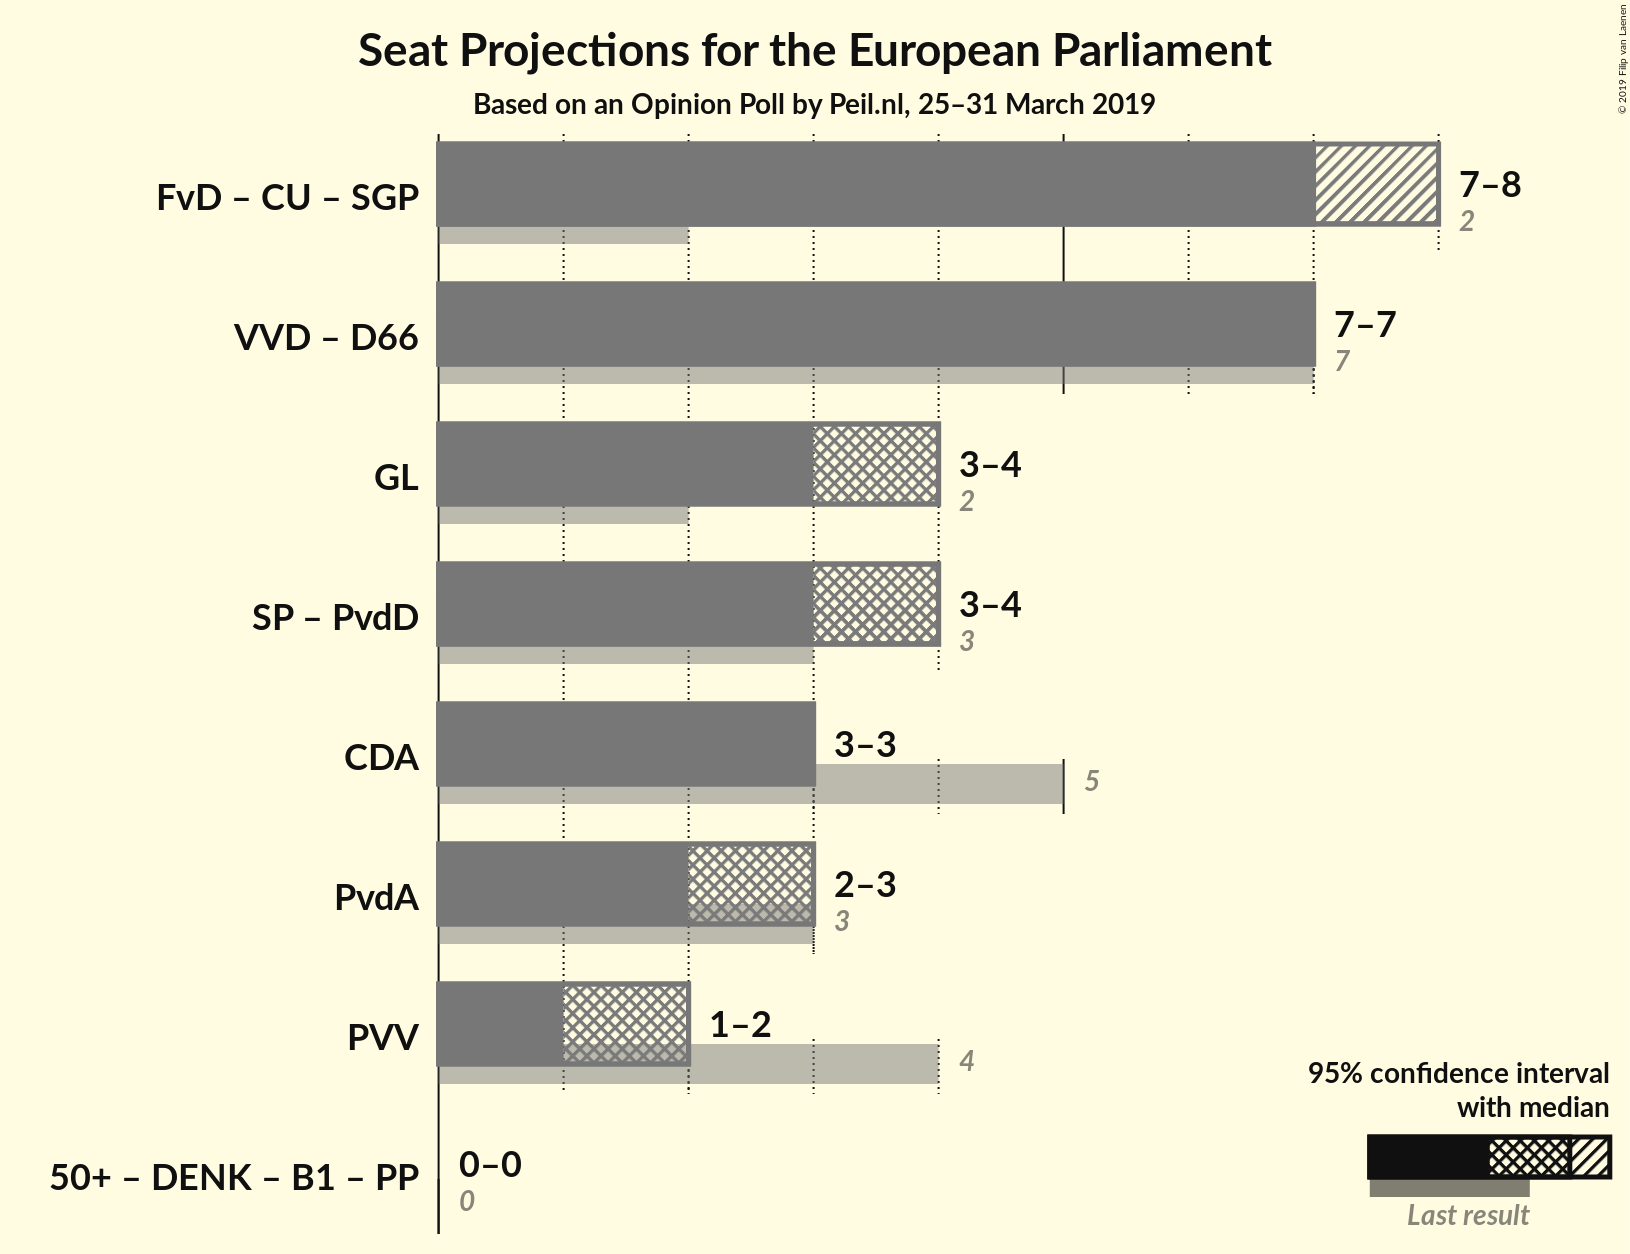 Seat Projections for the European Parliament
Based on an Opinion Poll by Peil.nl, 25–31 March 2019
© 2019 Filip van Laenen
FvD – CU – SGP
7–8
2
VVD – D66
7–7
7
GL
3–4
2
SP – PvdD
3–4
3
CDA
3–3
5
PvdA
2–3
3
PVV
1–2
4
50+ – DENK – B1 – PP
0–0
0
95% confidence interval
with median
Last result